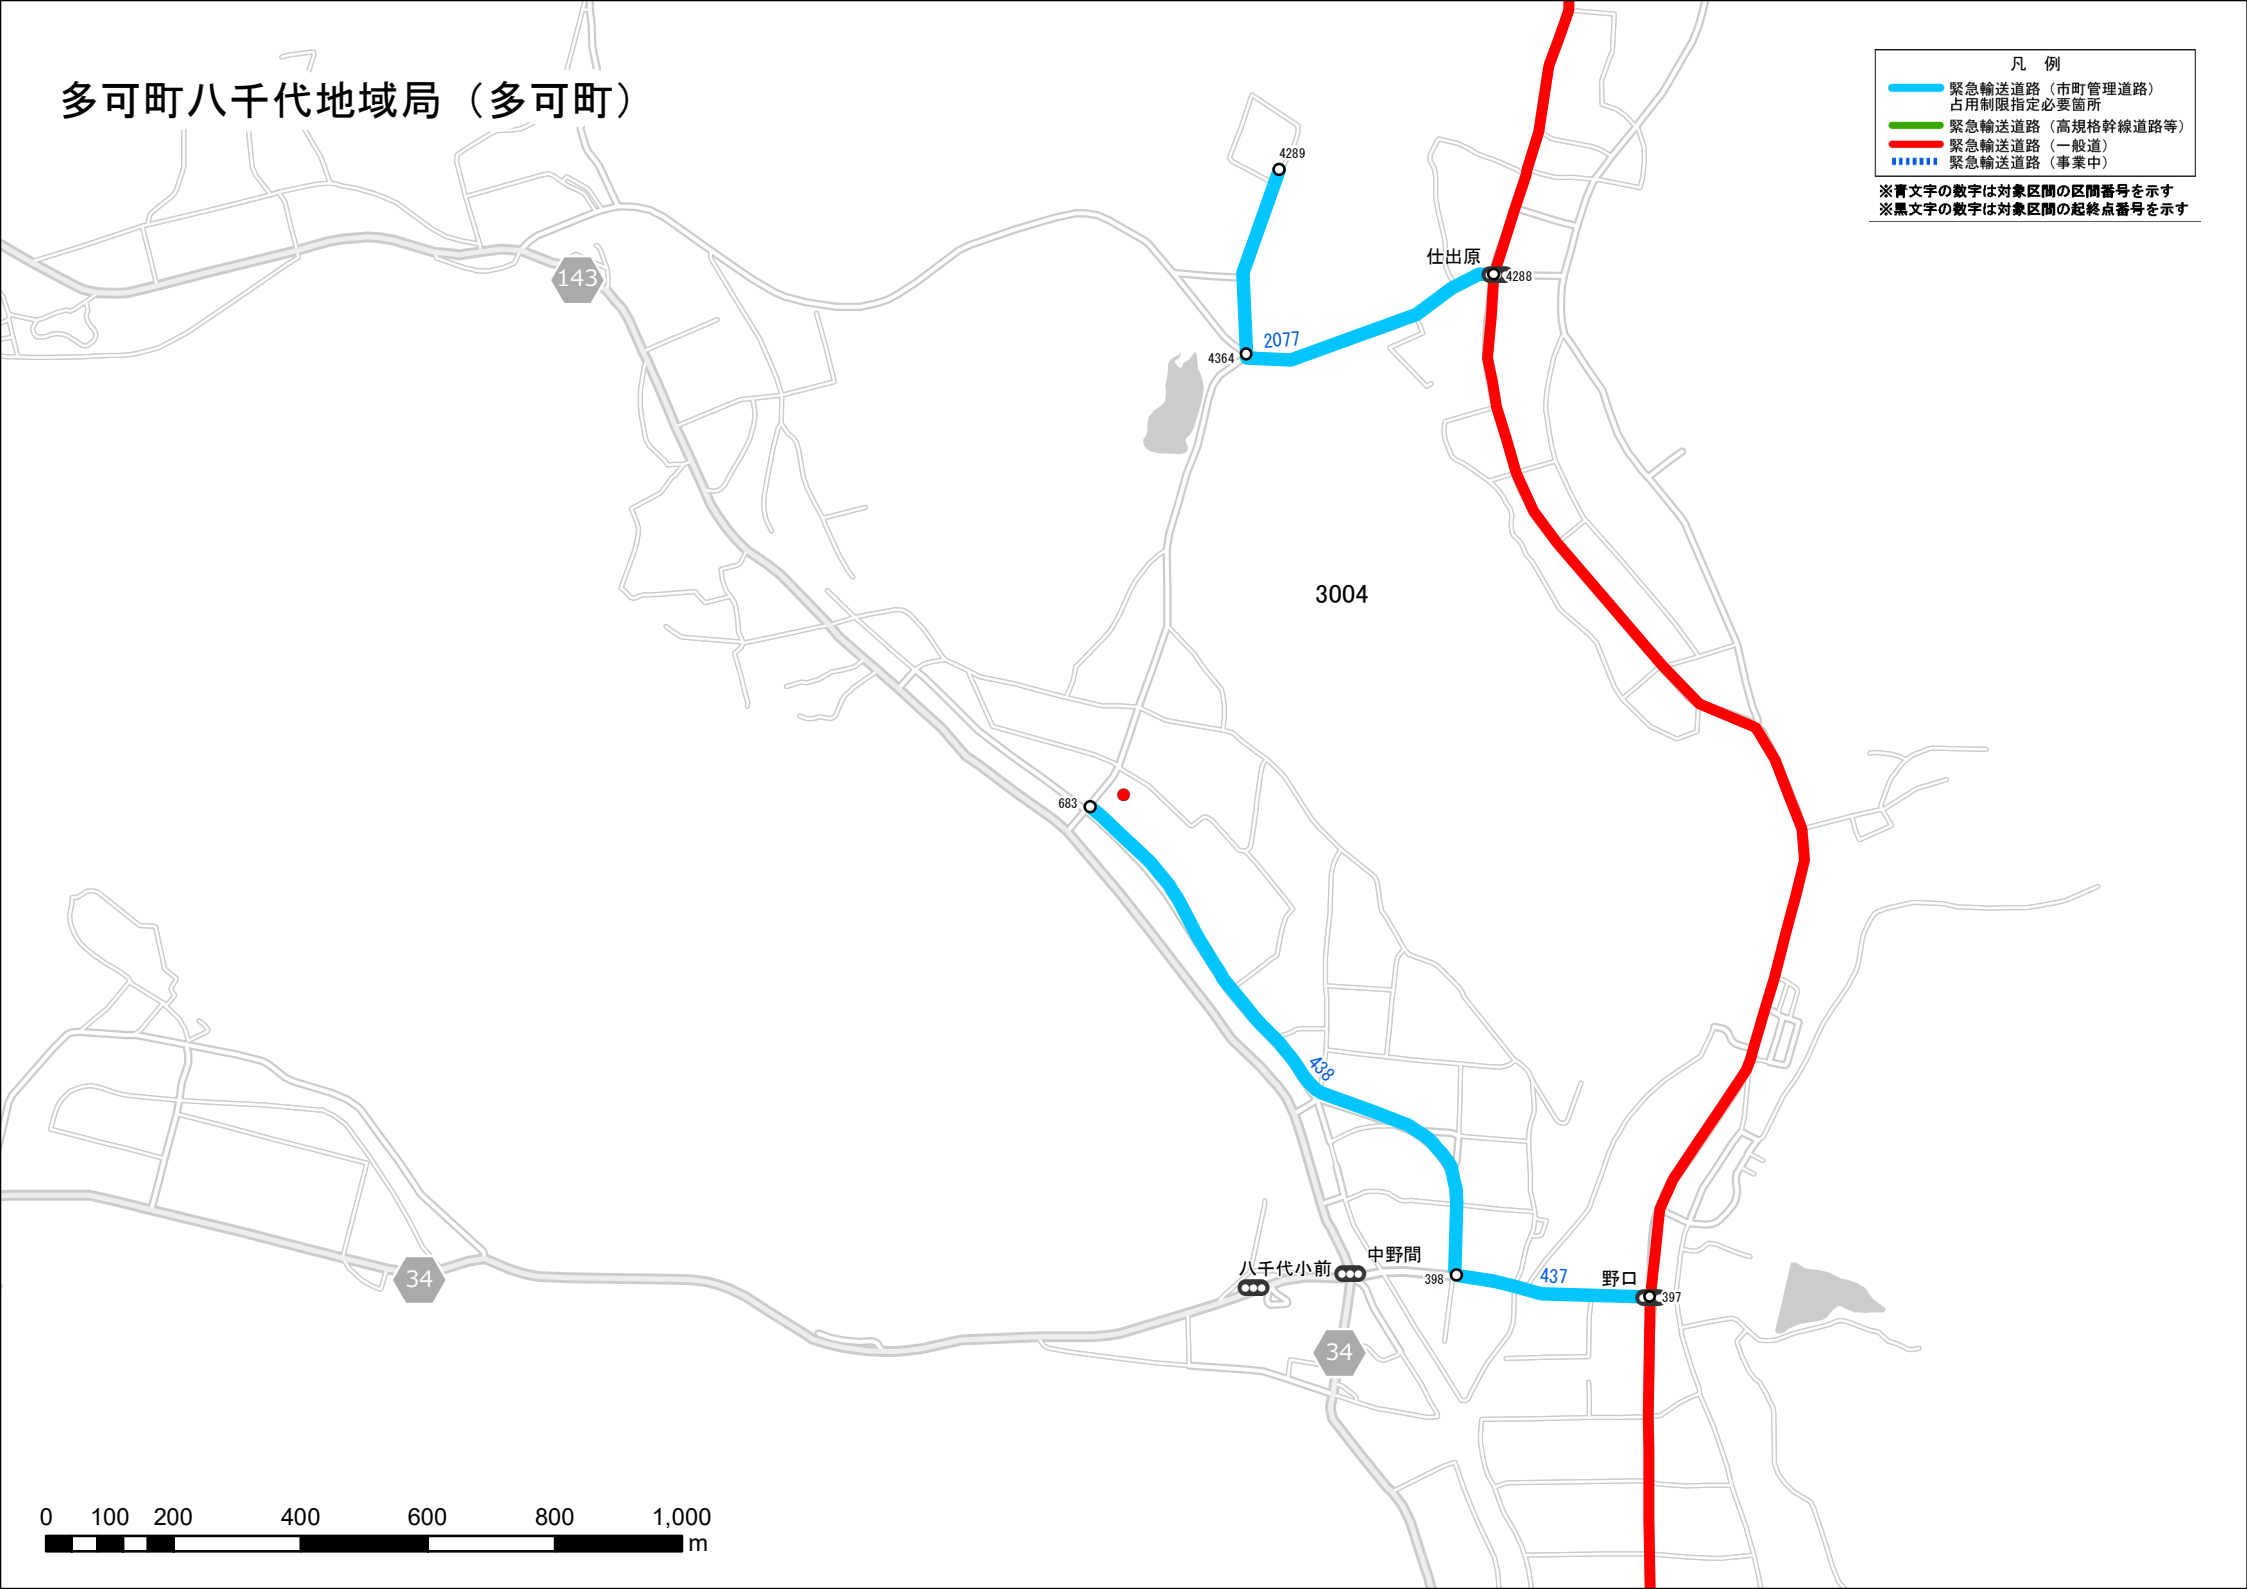 多可町八千代地域局（多可町）
凡　例
緊急輸送道路（市町管理道路）
占用制限指定必要箇所
緊急輸送道路（高規格幹線道路等）
緊急輸送道路（一般道）
緊急輸送道路（事業中）
※青文字の数字は対象区間の区間番号を示す
※黒文字の数字は対象区間の起終点番号を示す
4289
仕出原
4288
143
2077
4364
3004
683
438
中野間
八千代小前
398
437
野口
397
34
34
0 100 200 400 600 800 1,000
m